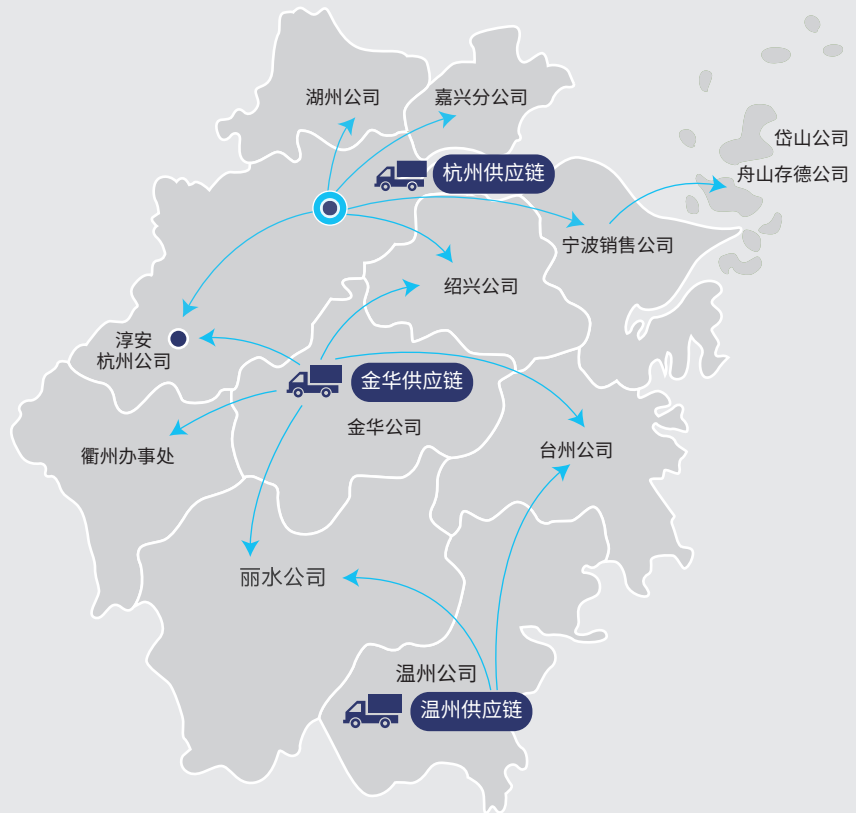 湖州公司
嘉兴分公司
岱山公司
杭州供应链
舟山存德公司
宁波销售公司
绍兴公司
淳安
杭州公司
金华供应链
金华公司
台州公司
衢州办事处
丽水公司
温州公司
温州供应链